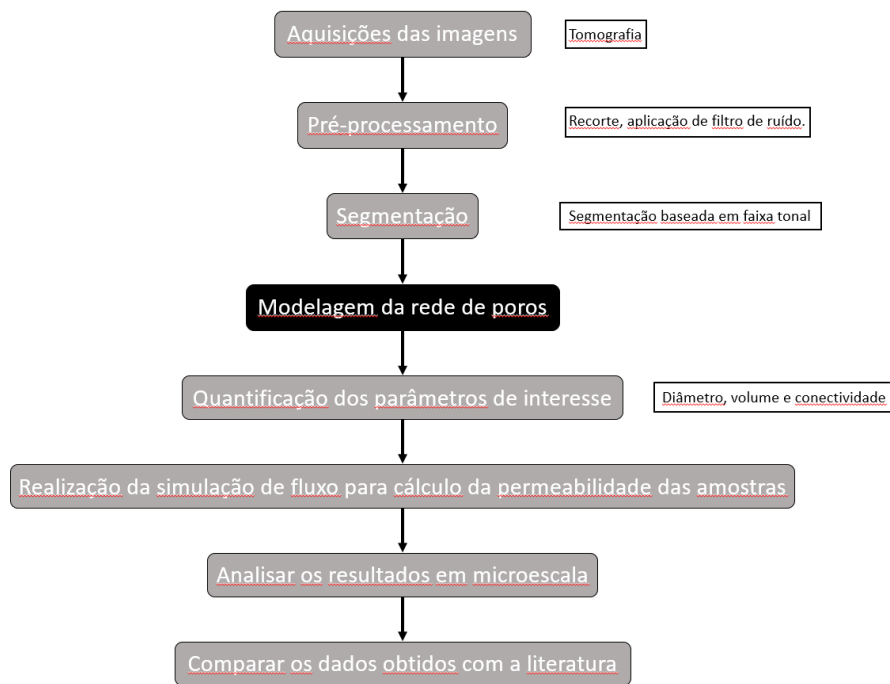 Aquisições das imagens
Tomografia
Pré-processamento
Recorte, aplicação de filtro de ruído.
Segmentação
Segmentação baseada em faixa tonal
Modelagem da rede de poros
Quantificação dos parâmetros de interesse
Diâmetro, volume e conectividade
Realização da simulação de fluxo para cálculo da permeabilidade das amostras
Analisar os resultados em microescala
Comparar os dados obtidos com a literatura